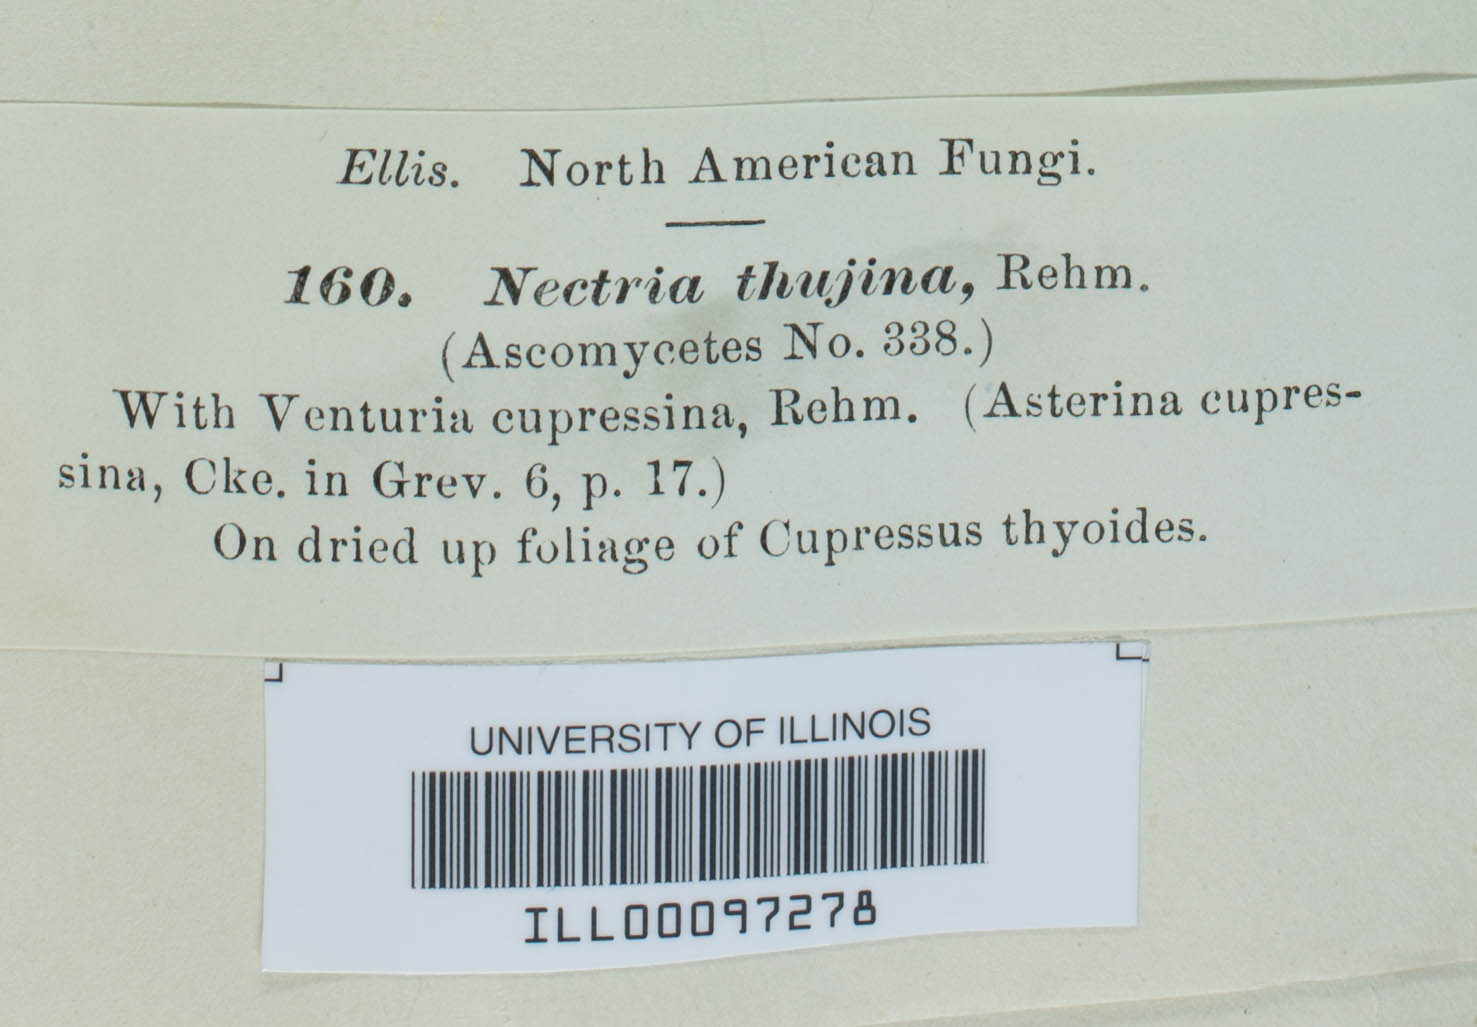 Ellis. North American Fungi.
160. Nectria thujina, Rehm.
(Ascomycetes No. 338.)
With Venturia cupressina, Rehm. (Asterina cupres-
sina, Cke. in Grev. 6, p. 17.)
On dried up foliage of Cupressus thyoides.
UNIVERSITY OF ILLINOIS
ILL00097278